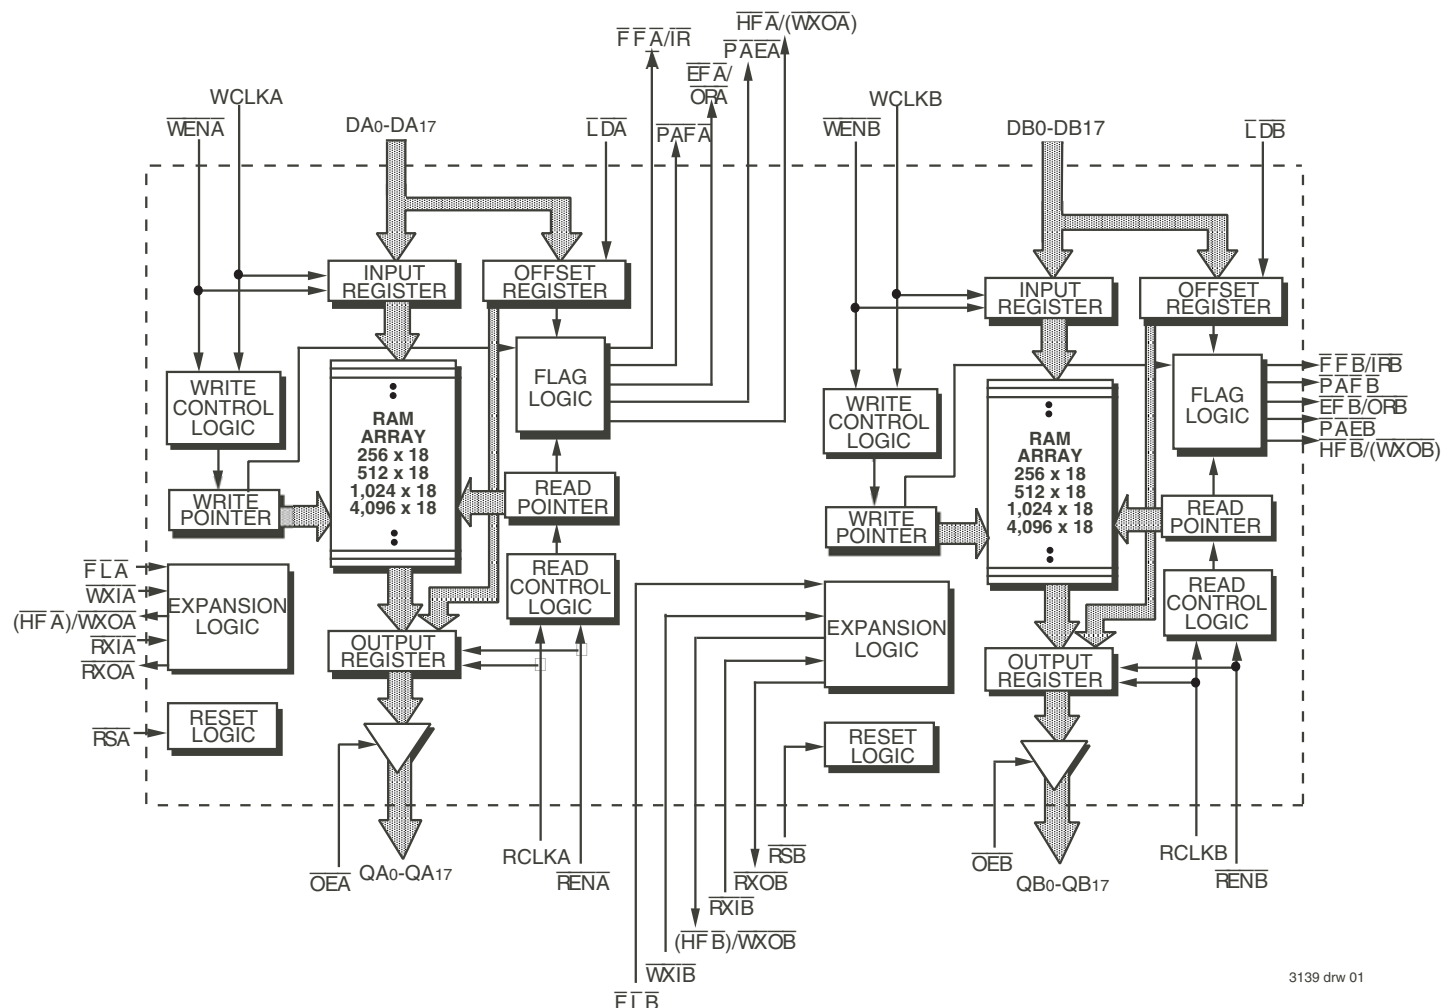 HFA/(WXOA)
FFA/IR
PAEA
EFA/
ORA
WCLKA
WENA
DA0-DA17
LDA
PAFA
WCLKB
WENB
DB0-DB17
LDB
INPUT
REGISTER
OFFSET
REGISTER
INPUT
REGISTER
OFFSET
REGISTER
WRITE
CONTROL
LOGIC
RAM
ARRAY
256 x 18
512 x 18
1,024 x 18
4,096 x 18
FLAG
LOGIC
WRITE
CONTROL
LOGIC
RAM
ARRAY
256 x 18
512 x 18
1,024 x 18
4,096 x 18
FLAG
LOGIC
FFB/IRB
PAFB
EFB/ORB
PAEB
HFB/(WXOB)
WRITE
POINTER
READ
POINTER
WRITE
POINTER
READ
POINTER
FLA
WXIA
(HFA)/WXOA
RXIA
RXOA
EXPANSION
LOGIC
READ
CONTROL
LOGIC
EXPANSION
LOGIC
READ
CONTROL
LOGIC
OUTPUT
REGISTER
OUTPUT
REGISTER
RSA
RESET
LOGIC
RESET
LOGIC
OEA
QA0-QA17
RCLKA
RENA
RSB
RXOB
RXIB
(HFB)/WXOB
WXIB
FLB
OEB
QB0-QB17
RCLKB
RENB
3139 drw 01